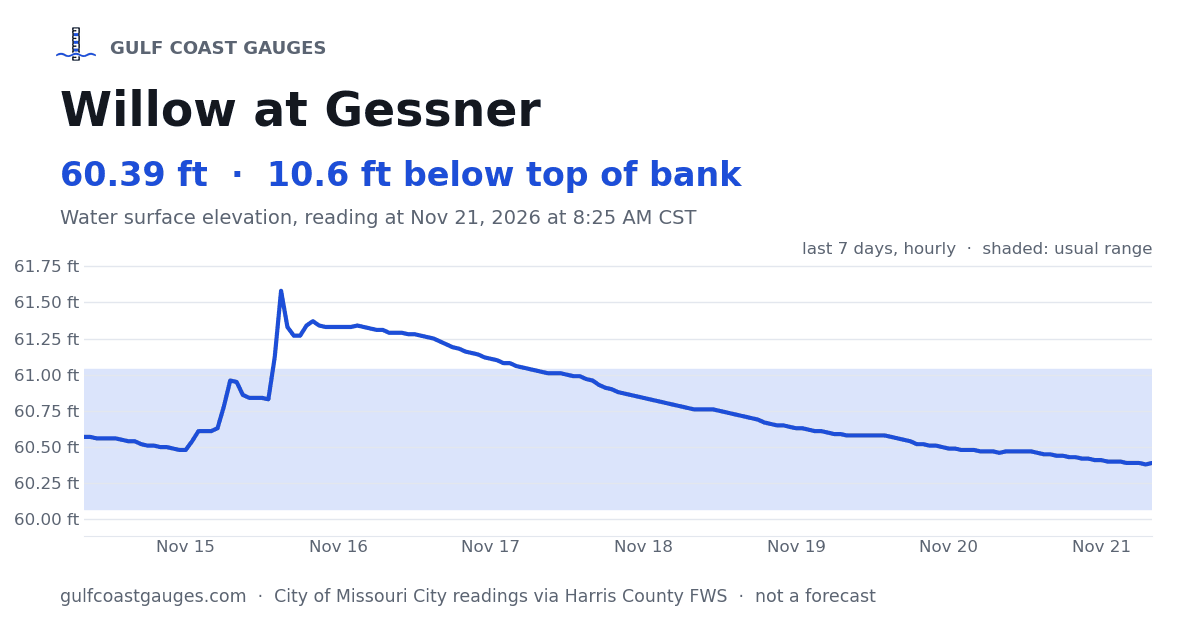 GULF COAST GAUGES
Willow at Gessner
60.39 ft · 10.6 ft below top of bank
Water surface elevation, reading at Nov 21, 2026 at 8:25 AM CST
last 7 days, hourly · shaded: usual range
61.75 ft
61.50 ft
61.25 ft
61.00 ft
60.75 ft
60.50 ft
60.25 ft
60.00 ft
Nov 15 Nov 16 Nov 17 Nov 18 Nov 19 Nov 20 Nov 21
gulfcoastgauges.com · City of Missouri City readings via Harris County FWS · not a forecast